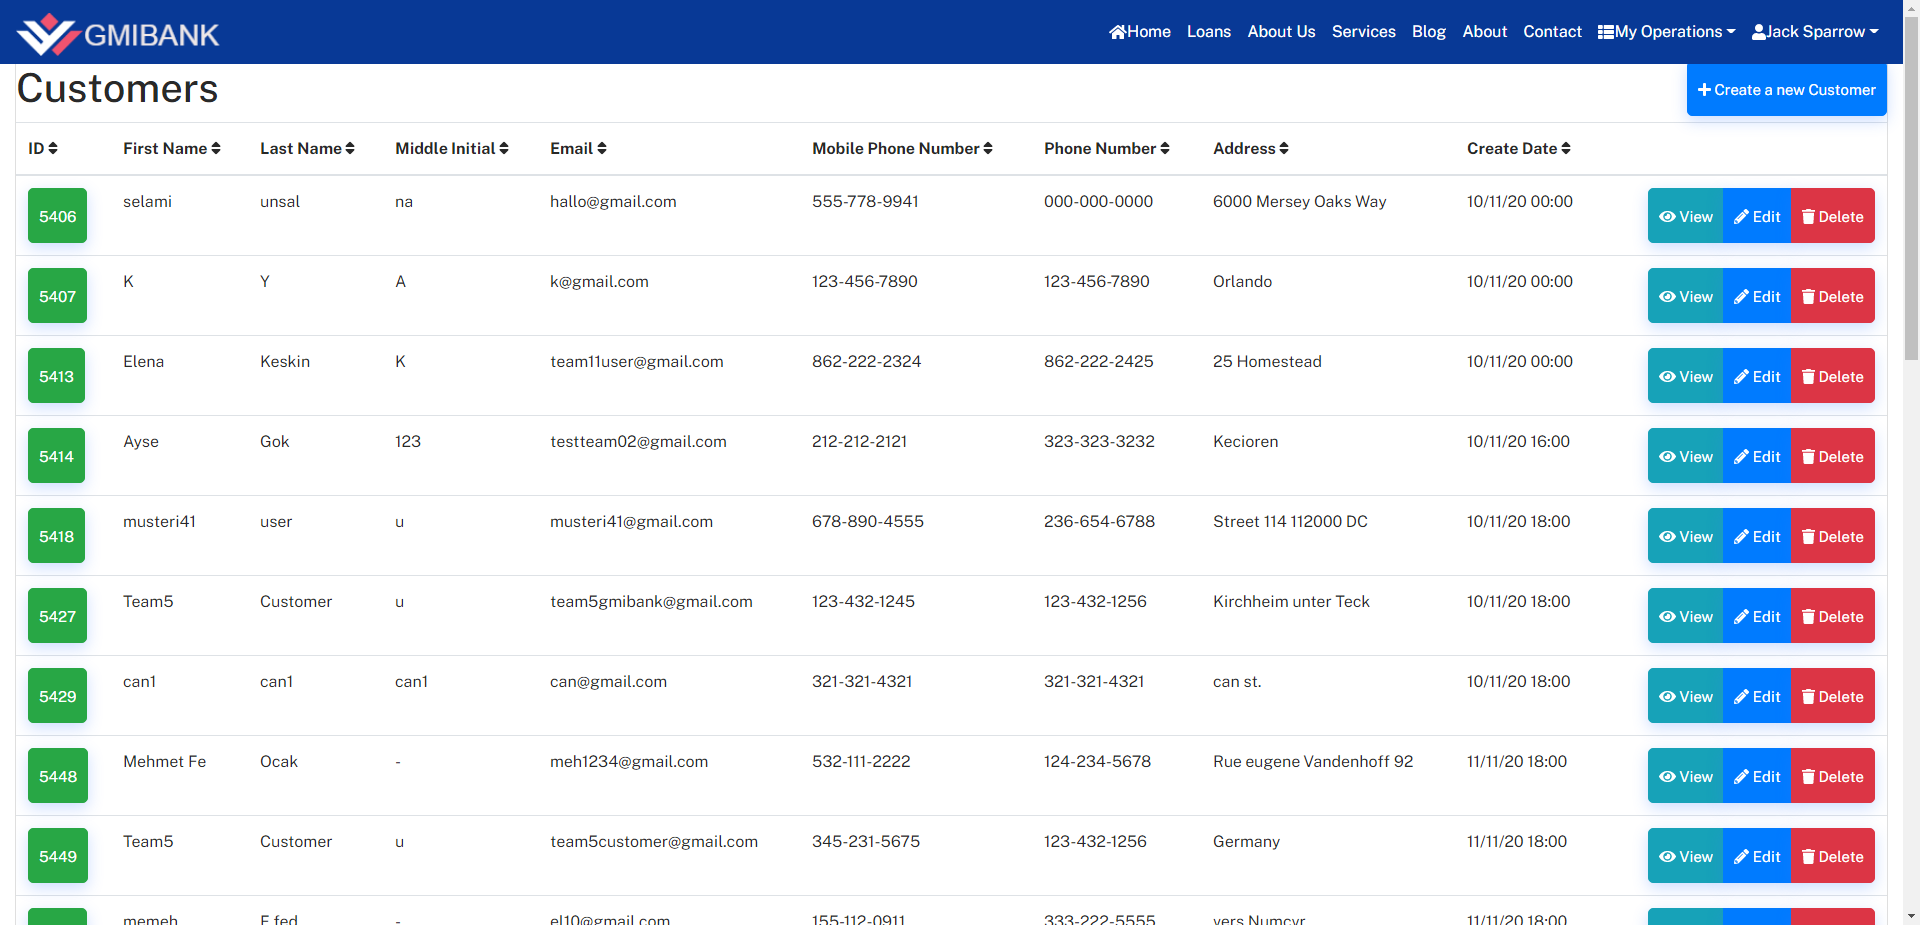 GMIBANK Home Loans About Us Services Blog About Contact My Operations Jack Sparrow
Customers Create a new Customer
ID First Name Last Name Middle Initial Email Mobile Phone Number Phone Number Address Create Date
5406 selami unsal na hallo@gmail.com 555-778-9941 000-000-0000 6000 Mersey Oaks Way 10/11/20 00:00 View Edit Delete
5407 K Y A k@gmail.com 123-456-7890 123-456-7890 Orlando 10/11/20 00:00 View Edit Delete
5413 Elena Keskin K team11user@gmail.com 862-222-2324 862-222-2425 25 Homestead 10/11/20 00:00 View Edit Delete
5414 Ayse Gok 123 testteam02@gmail.com 212-212-2121 323-323-3232 Kecioren 10/11/20 16:00 View Edit Delete
5418 musteri41 user u musteri41@gmail.com 678-890-4555 236-654-6788 Street 114 112000 DC 10/11/20 18:00 View Edit Delete
5427 Team5 Customer u team5gmibank@gmail.com 123-432-1245 123-432-1256 Kirchheim unter Teck 10/11/20 18:00 View Edit Delete
5429 can1 can1 can1 can@gmail.com 321-321-4321 321-321-4321 can st. 10/11/20 18:00 View Edit Delete
5448 Mehmet Fe Ocak - meh1234@gmail.com 532-111-2222 124-234-5678 Rue eugene Vandenhoff 92 11/11/20 18:00 View Edit Delete
5449 Team5 Customer u team5customer@gmail.com 345-231-5675 123-432-1256 Germany 11/11/20 18:00 View Edit Delete
memeh - el10@gmail.com 155-112-0911 333-222-5555 11/11/20 18:00